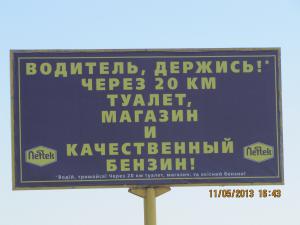 ВОДИТЕЛЬ, ДЕРЖИСЬ!*
ЧЕРЕЗ 20 КМ
ТУАЛЕТ,
МАГАЗИН
И
КАЧЕСТВЕННЫЙ
БЕНЗИН!
Neftek
Neftek
*Водій, тримайся! Через 20 км туалет, магазин, та якісний бензин!
11/05/2013 16:43